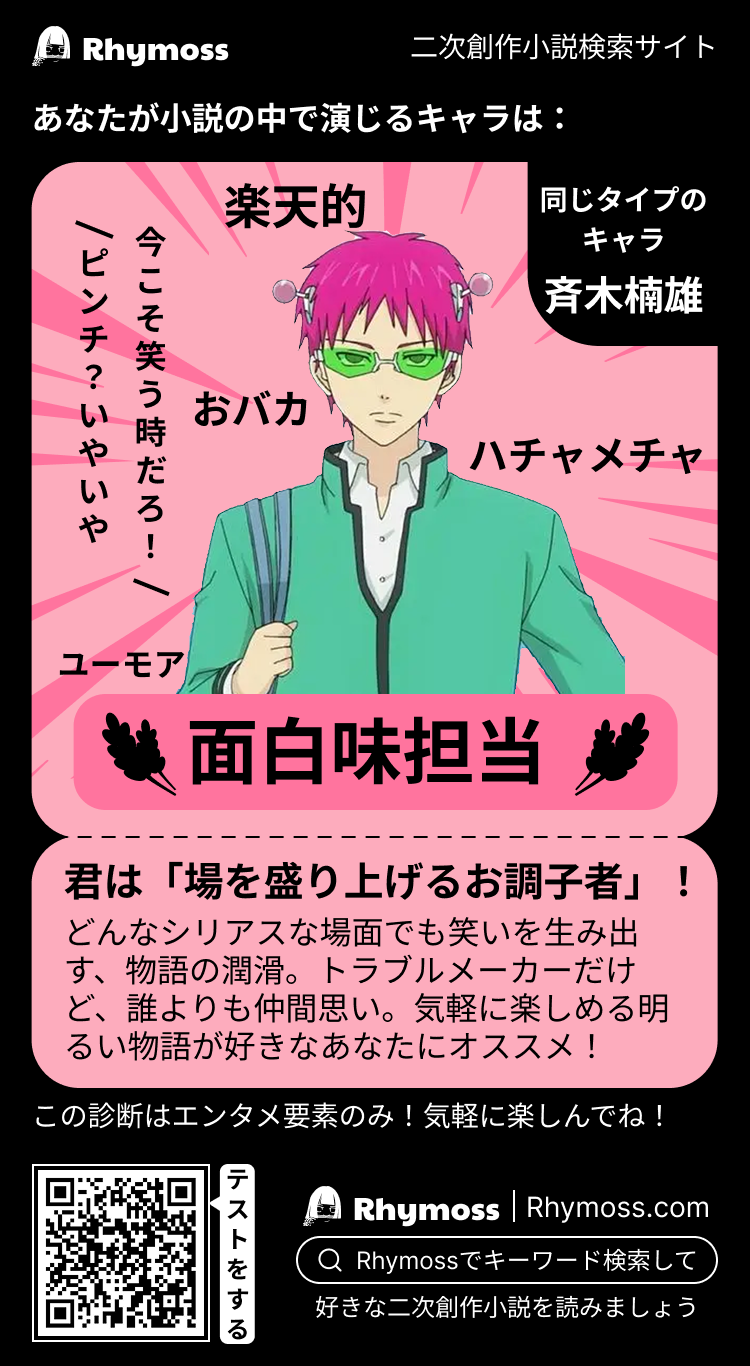 Rhymoss
二次創作小説検索サイト
あなたが小説の中で演じるキャラは：
楽天的
同じタイプの
キャラ
斉木楠雄
今こそ笑う時だろ！
ピンチ？いやいや
おバカ
ハチャメチャ
ユーモア
面白味担当
君は「場を盛り上げるお調子者」！
どんなシリアスな場面でも笑いを生み出
す、物語の潤滑。トラブルメーカーだけ
ど、誰よりも仲間思い。気軽に楽しめる明
るい物語が好きなあなたにオススメ！
この診断はエンタメ要素のみ！気軽に楽しんでね！
テストをする
Rhymoss | Rhymoss.com
Rhymossでキーワード検索して
好きな二次創作小説を読みましょう